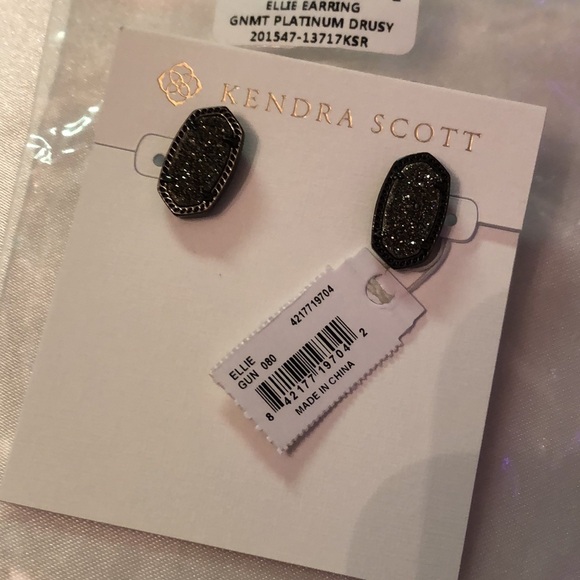 ELLIE EARRING
GNMT PLATINUM DRUSY
201547-13717KSR
KENDRA SCOTT
4217719704
ELLIE
GUN 080
8 42177 19704 2
MADE IN CHINA